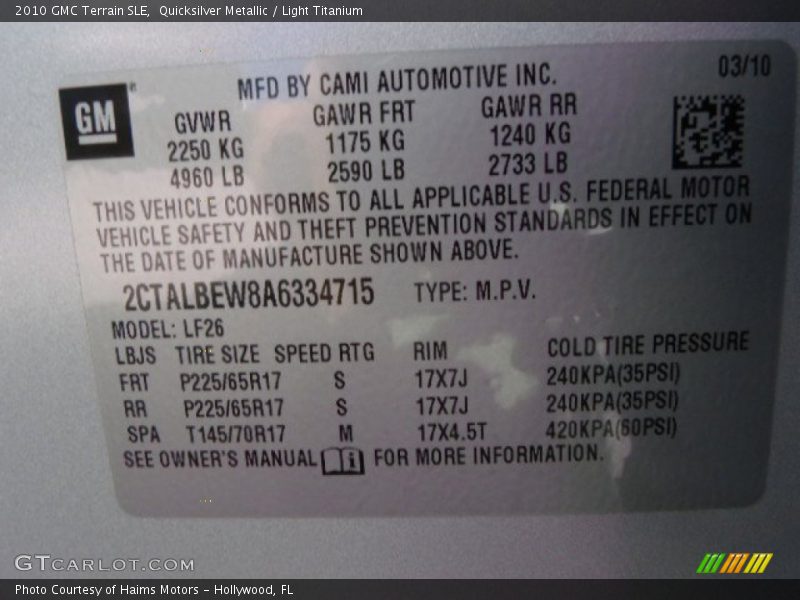 2010 GMC Terrain SLE,  Quicksilver Metallic / Light Titanium
03/10
MFD BY CAMI AUTOMOTIVE INC.
GM
GVWR GAWR FRT GAWR RR
2250 KG 1175 KG 1240 KG
4960 LB 2590 LB 2733 LB
THIS VEHICLE CONFORMS TO ALL APPLICABLE U.S. FEDERAL MOTOR
VEHICLE SAFETY AND THEFT PREVENTION STANDARDS IN EFFECT ON
THE DATE OF MANUFACTURE SHOWN ABOVE.
2CTALBEW8A6334715 TYPE: M.P.V.
MODEL: LF26
LBJS TIRE SIZE SPEED RTG RIM COLD TIRE PRESSURE
FRT P225/65R17 S 17X7J 240KPA(35PSI)
RR P225/65R17 S 17X7J 240KPA(35PSI)
SPA T145/70R17 M 17X4.5T 420KPA(60PSI)
SEE OWNER'S MANUAL i FOR MORE INFORMATION.
GTCARLOT.COM
Photo Courtesy of Haims Motors – Hollywood, FL